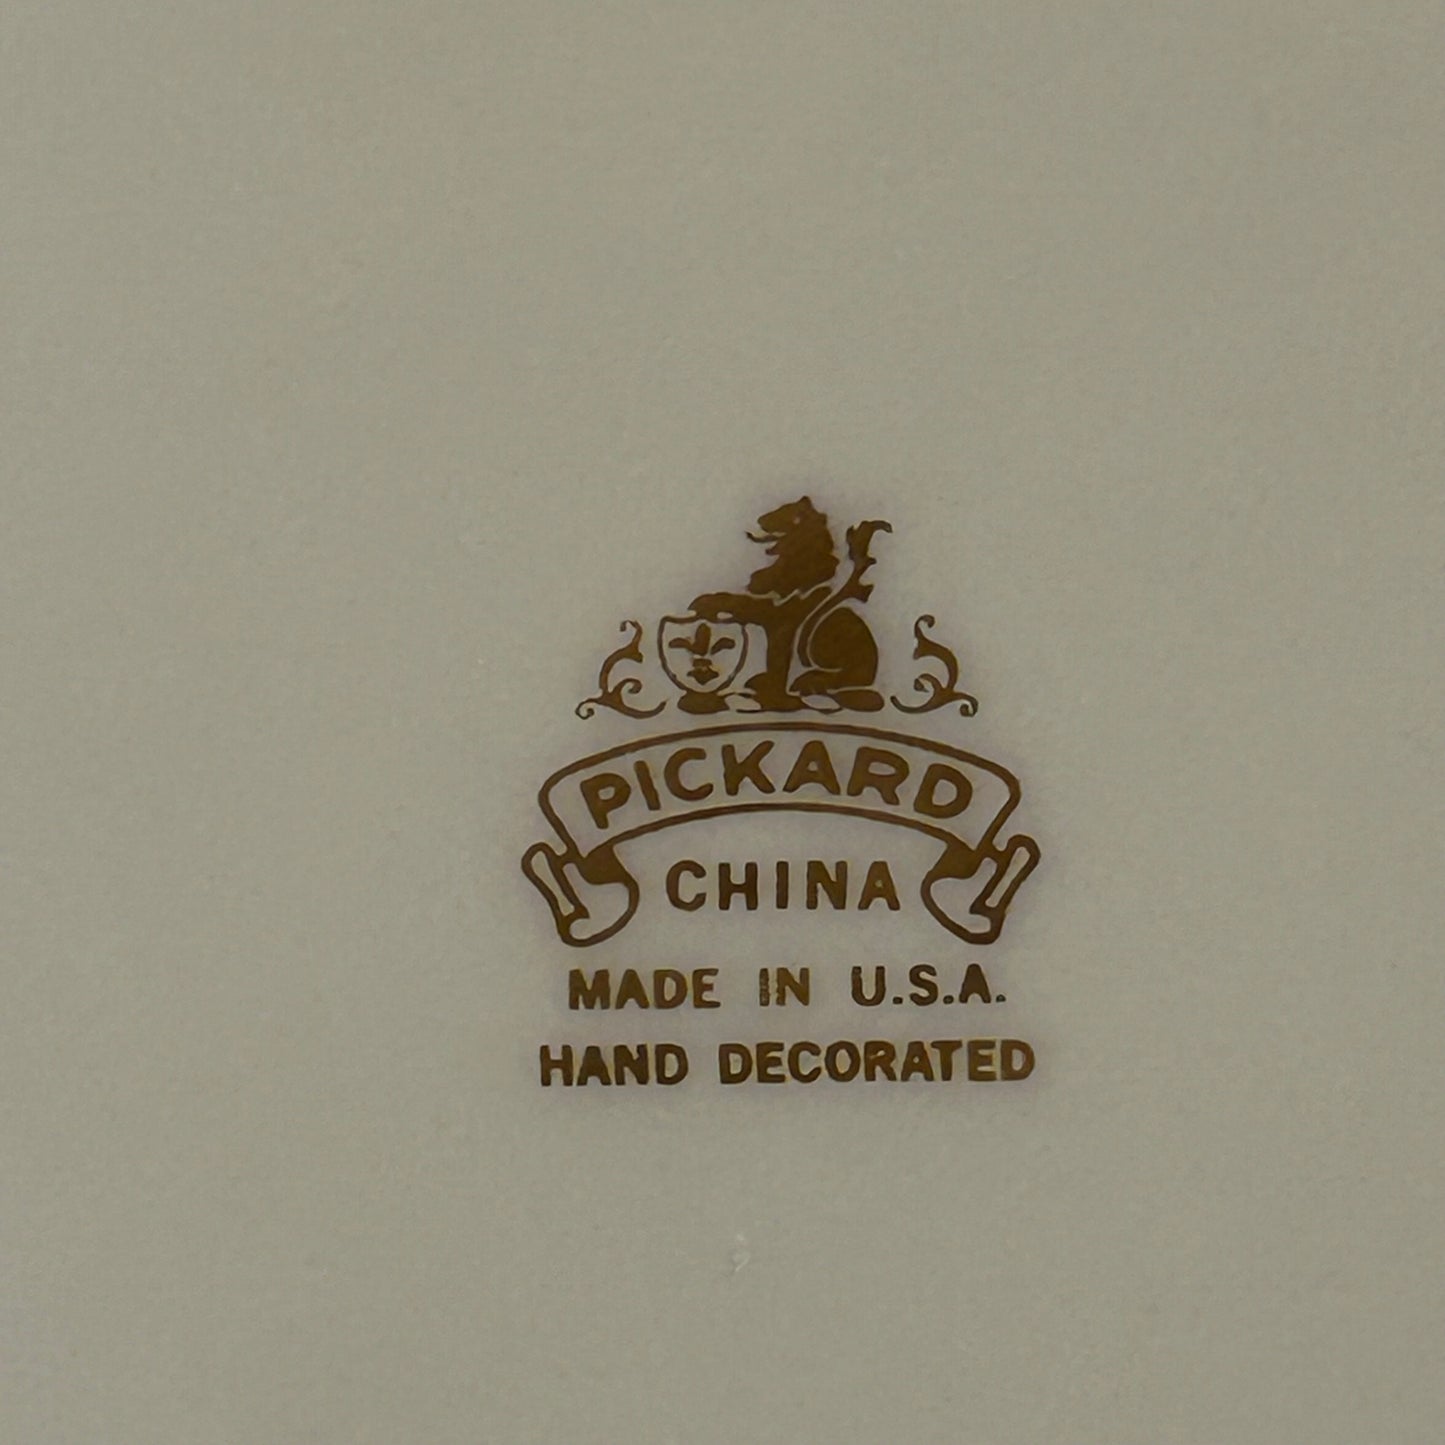 PICKARD
CHINA
MADE IN U.S.A.
HAND DECORATED